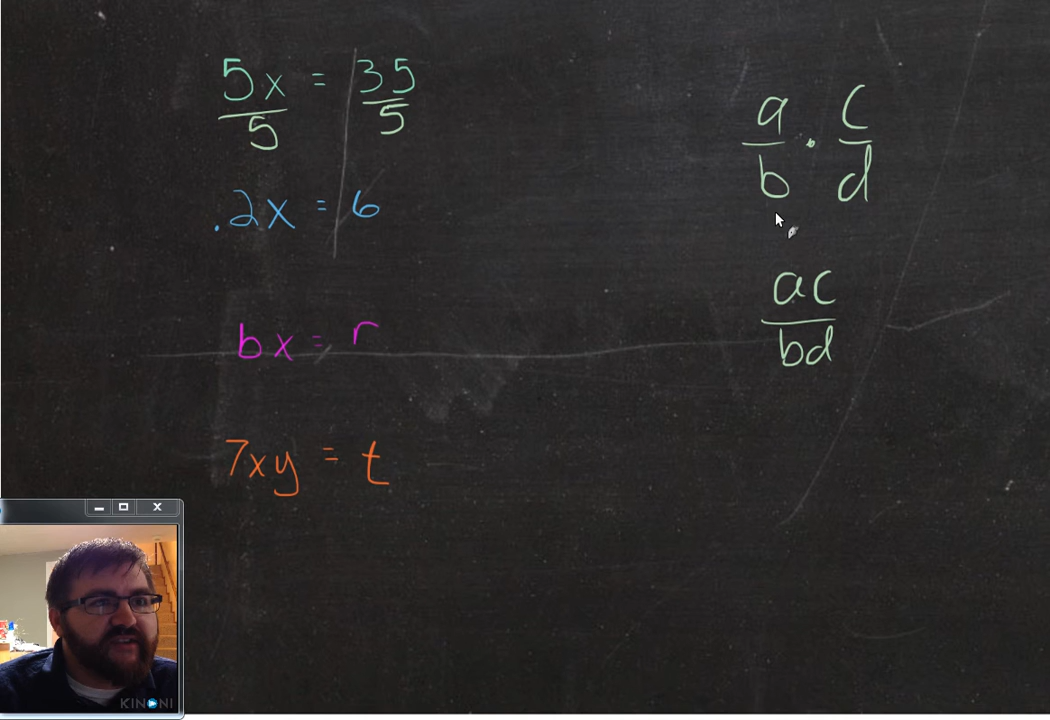 5x = 35
5 5
.2x = 6
bx = r
7xy = t
a/b · c/d
ac/bd
KINONI